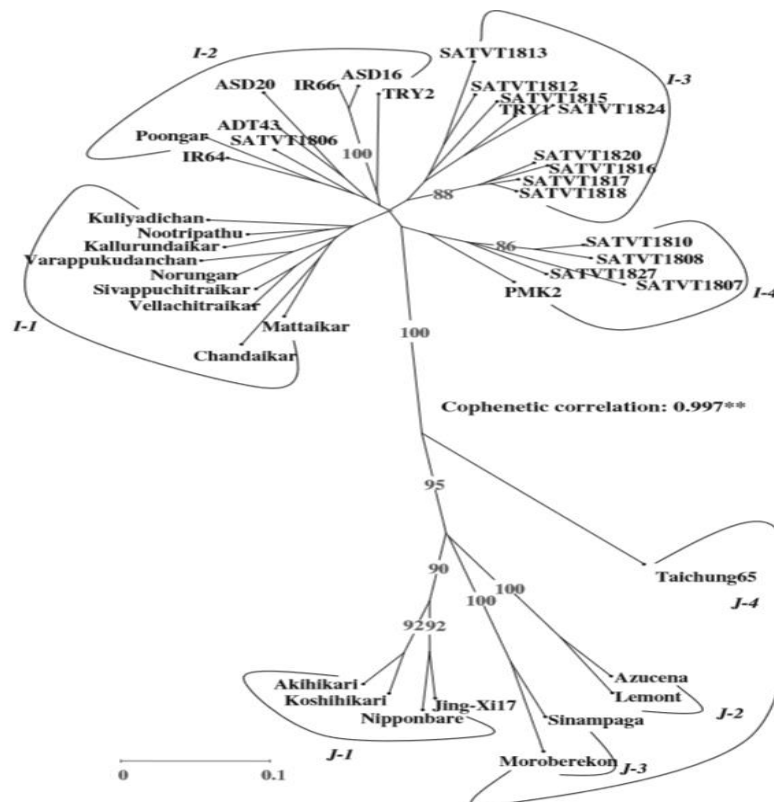 SATVT1813
I-2
ASD16
IR66
I-3
ASD20
TRY2
SATVT1812
SATVT1815
TRY1
SATVT1824
ADT43
SATVT1806
Poongar
IR64
100
SATVT1820
SATVT1816
SATVT1817
SATVT1818
88
Kuliyadichan
Nootripathu
Kallurundaikar
Varappukudanchan
Norungan
Sivappuchitraikar
Vellachitraikar
Mattaikar
Chandaikar
I-1
86
SATVT1810
SATVT1808
SATVT1827
SATVT1807
PMK2
I-4
100
Cophenetic correlation: 0.997**
95
Taichung65
J-4
90
100
100
92
92
Azucena
Lemont
J-2
Akihikari
Koshihikari
Jing-Xi17
Nipponbare
J-1
Sinampaga
Moroberekon
J-3
0 0.1